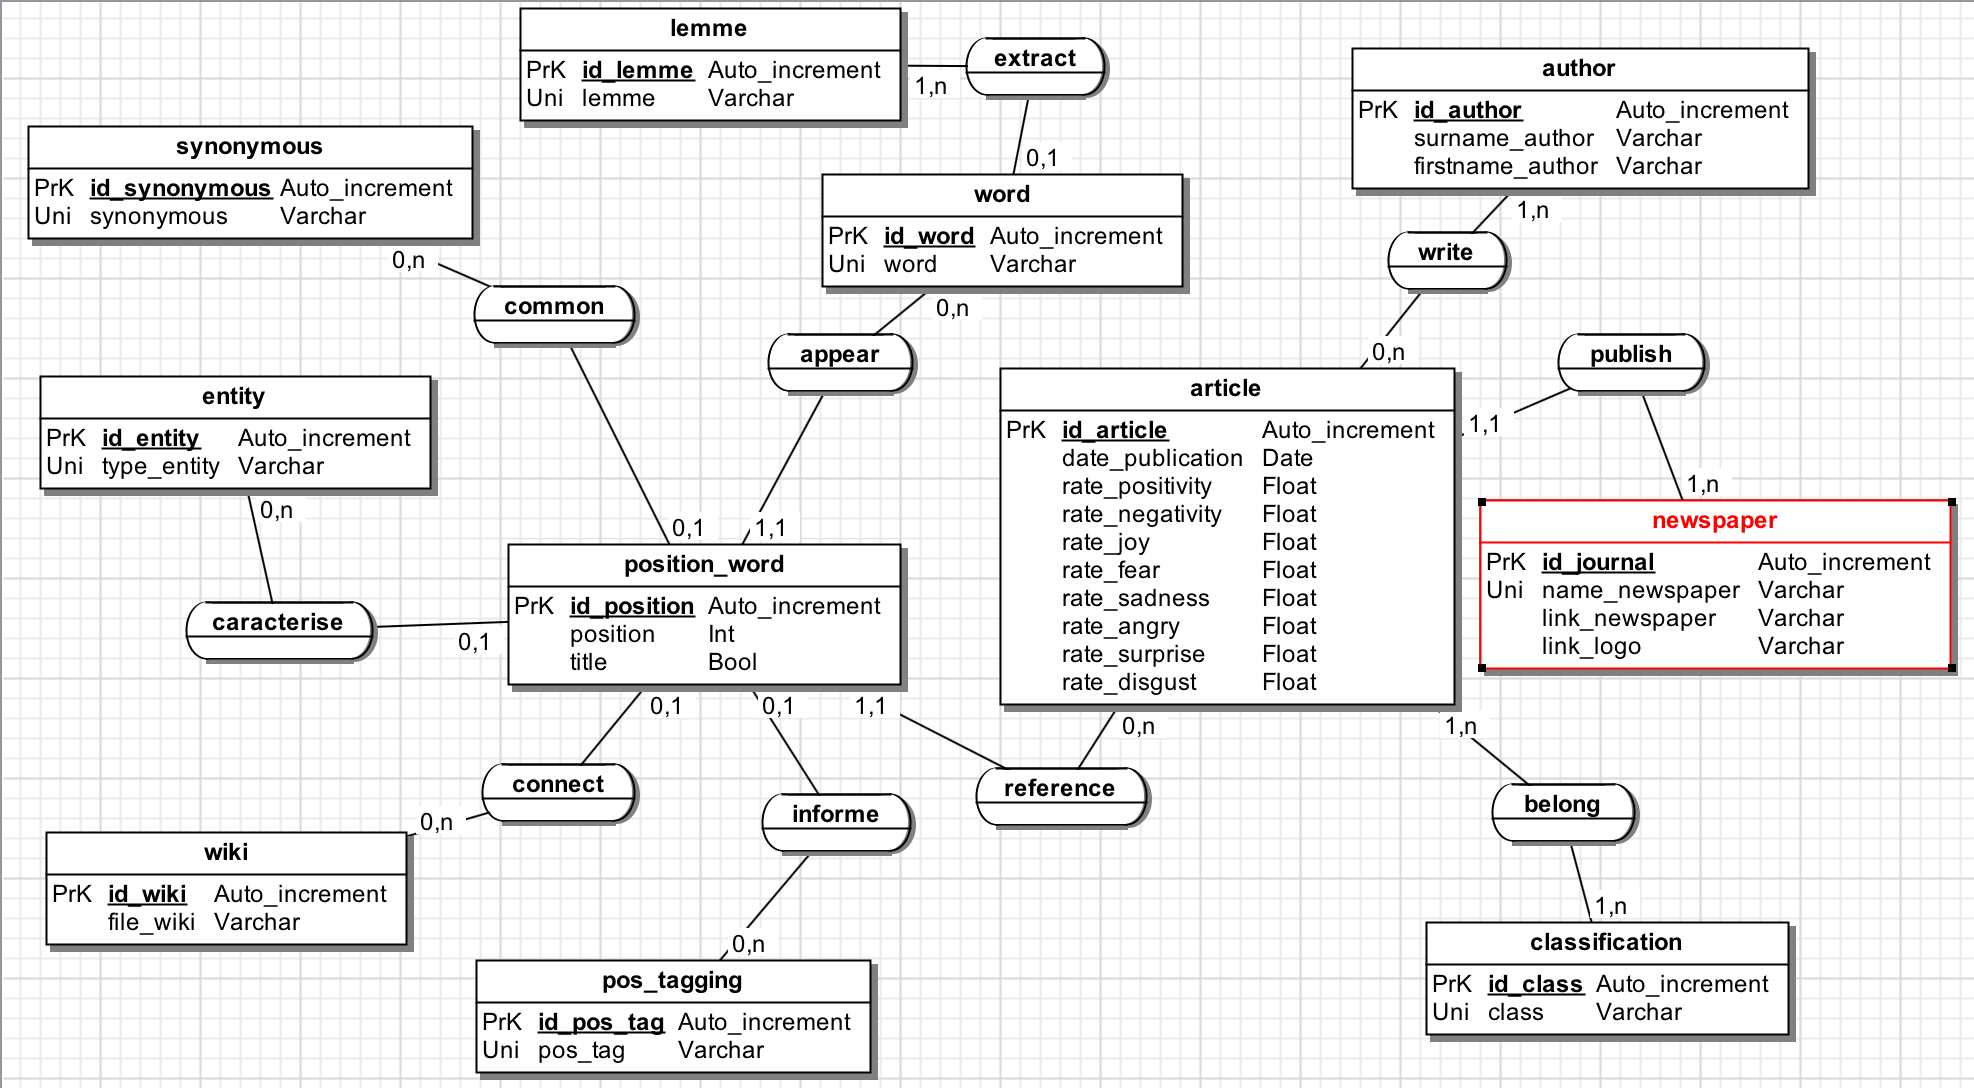 lemme
PrK id_lemme Auto_increment
Uni lemme Varchar
extract
1,n
0,1
author
PrK id_author Auto_increment
surname_author Varchar
firstname_author Varchar
1,n
synonymous
PrK id_synonymous Auto_increment
Uni synonymous Varchar
0,n
word
PrK id_word Auto_increment
Uni word Varchar
0,n
write
0,n
common
appear
publish
1,1
1,n
entity
PrK id_entity Auto_increment
Uni type_entity Varchar
0,n
article
PrK id_article Auto_increment
date_publication Date
rate_positivity Float
rate_negativity Float
rate_joy Float
rate_fear Float
rate_sadness Float
rate_angry Float
rate_surprise Float
rate_disgust Float
newspaper
PrK id_journal Auto_increment
Uni name_newspaper Varchar
link_newspaper Varchar
link_logo Varchar
0,1
1,1
position_word
PrK id_position Auto_increment
position Int
title Bool
caracterise
0,1
0,1
0,1
1,1
0,n
1,n
connect
informe
reference
belong
0,n
wiki
PrK id_wiki Auto_increment
file_wiki Varchar
0,n
pos_tagging
PrK id_pos_tag Auto_increment
Uni pos_tag Varchar
1,n
classification
PrK id_class Auto_increment
Uni class Varchar